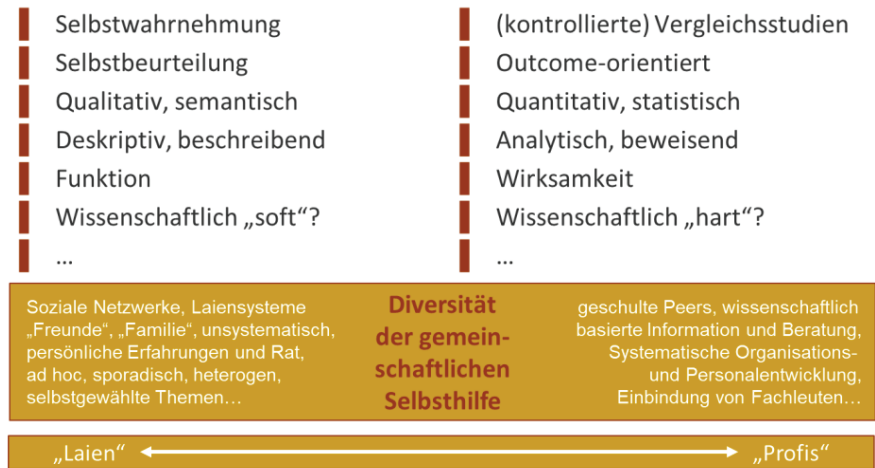 Selbstwahrnehmung
Selbstbeurteilung
Qualitativ, semantisch
Deskriptiv, beschreibend
Funktion
Wissenschaftlich „soft“?
...
(kontrollierte) Vergleichsstudien
Outcome-orientiert
Quantitativ, statistisch
Analytisch, beweisend
Wirksamkeit
Wissenschaftlich „hart“?
...
Soziale Netzwerke, Laiensysteme
„Freunde“, „Familie“, unsystematisch,
persönliche Erfahrungen und Rat,
ad hoc, sporadisch, heterogen,
selbstgewählte Themen…
Diversität
der gemein-
schaftlichen
Selbsthilfe
geschulte Peers, wissenschaftlich
basierte Information und Beratung,
Systematische Organisations-
und Personalentwicklung,
Einbindung von Fachleuten…
„Laien“
„Profis“